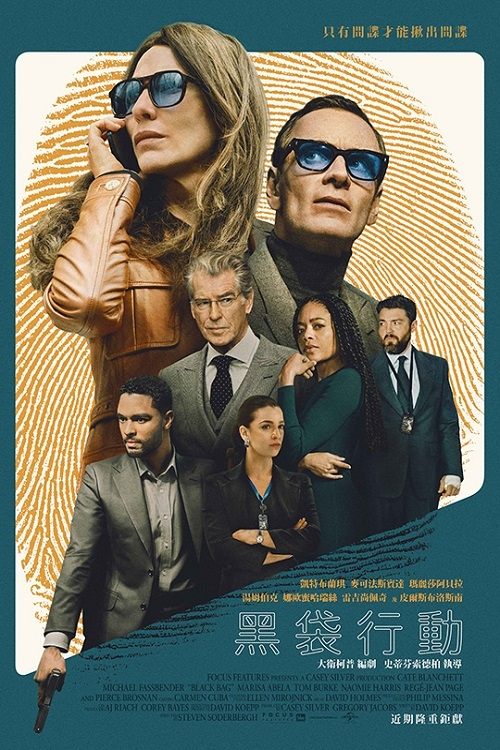 只有間諜才能揪出間諜
凱特布蘭琪 麥可法斯賓達 瑪麗莎阿貝拉
湯姆伯克 娜歐蜜哈瑞絲 雷吉尚佩奇 及 皮爾斯布洛斯南
黑袋行動
大衛柯普 編劇 史蒂芬索德柏 執導
FOCUS FEATURES PRESENTS A CASEY SILVER PRODUCTION CATE BLANCHETT
MICHAEL FASSBENDER "BLACK BAG" MARISA ABELA TOM BURKE NAOMIE HARRIS REGÉ-JEAN PAGE
AND PIERCE BROSNAN CARMEN CUBA ELLEN MIROJNICK DAVID HOLMES PHILIP MESSINA
RIAJ RIACH COREY BAYES DAVID KOEPP CASEY SILVER GREGORY JACOBS DAVID KOEPP
STEVEN SODERBERGH FOCUS
近期隆重鉅獻